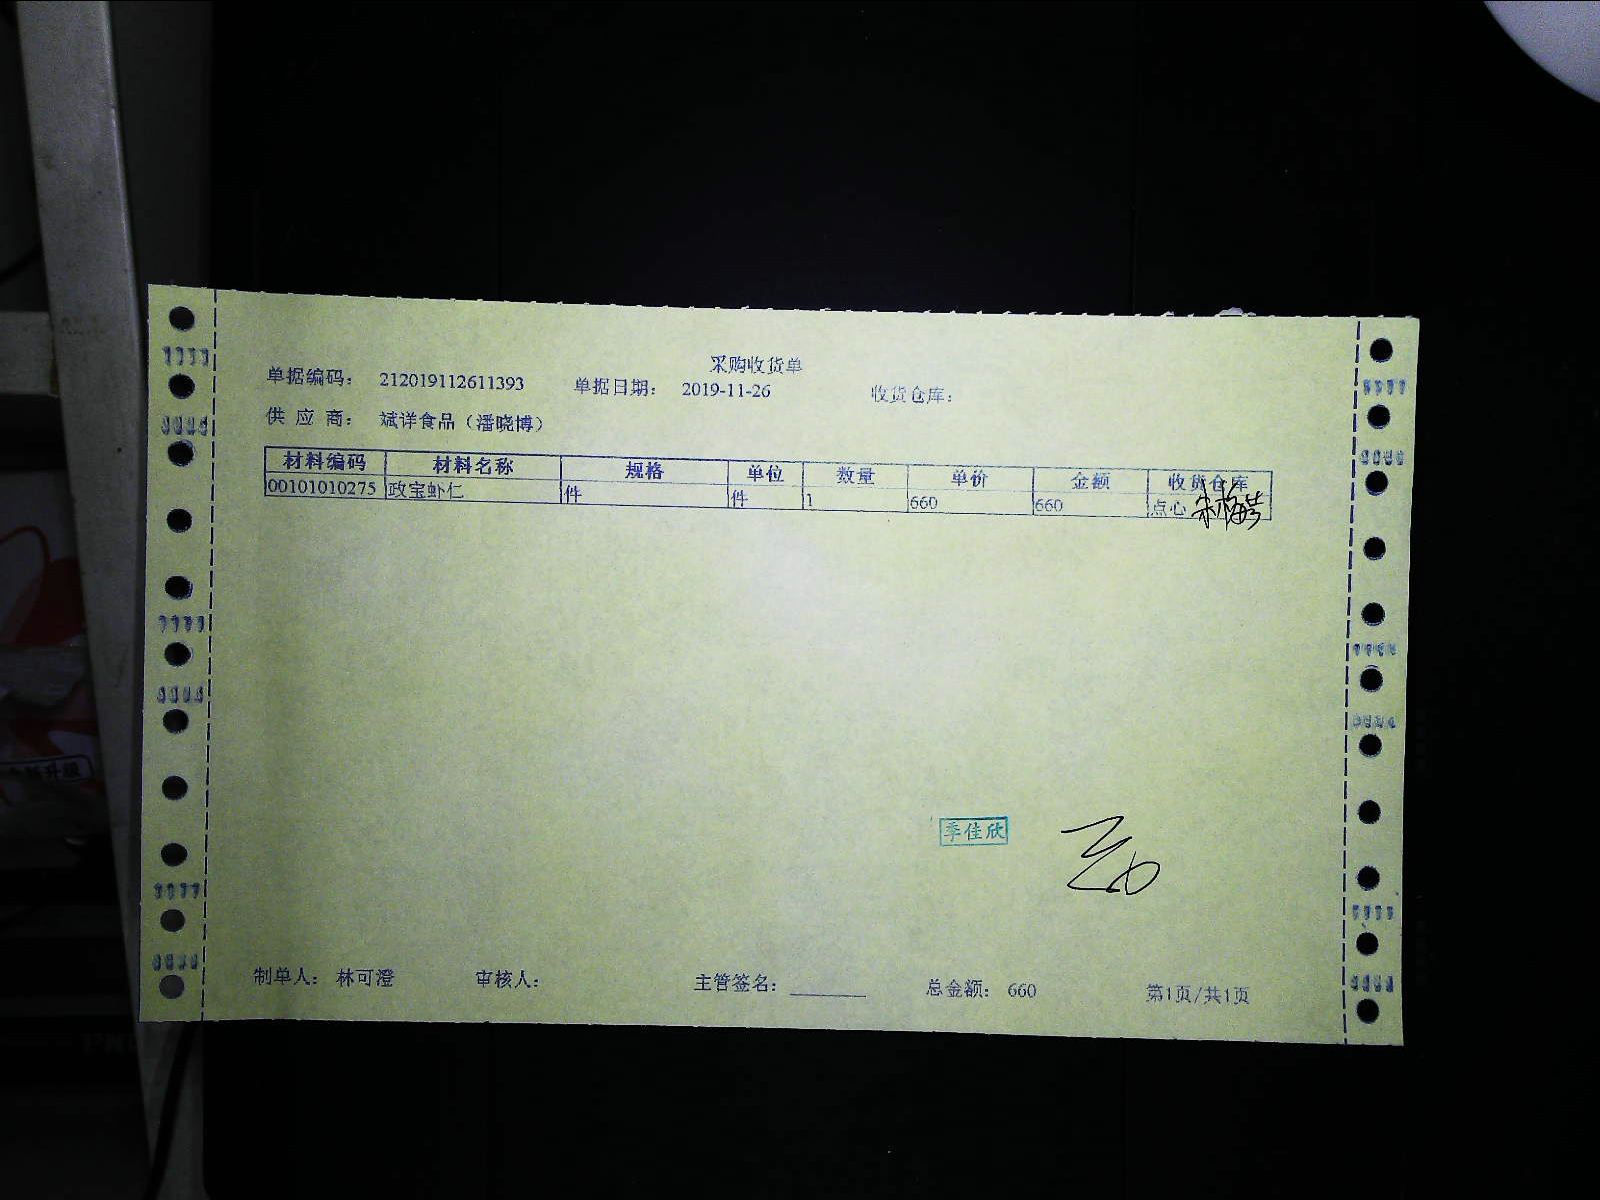 采购收货单
单据编码： 212019112611393 单据日期： 2019-11-26 收货仓库：
供 应 商： 斌详食品（潘晓博）
材料编码 材料名称 规格 单位 数量 单价 金额 收货仓库
00101010275 政宝虾仁 件 件 1 660 660 点心
季佳欣
制单人： 林可澄 审核人： 主管签名： 总金额： 660 第1页/共1页